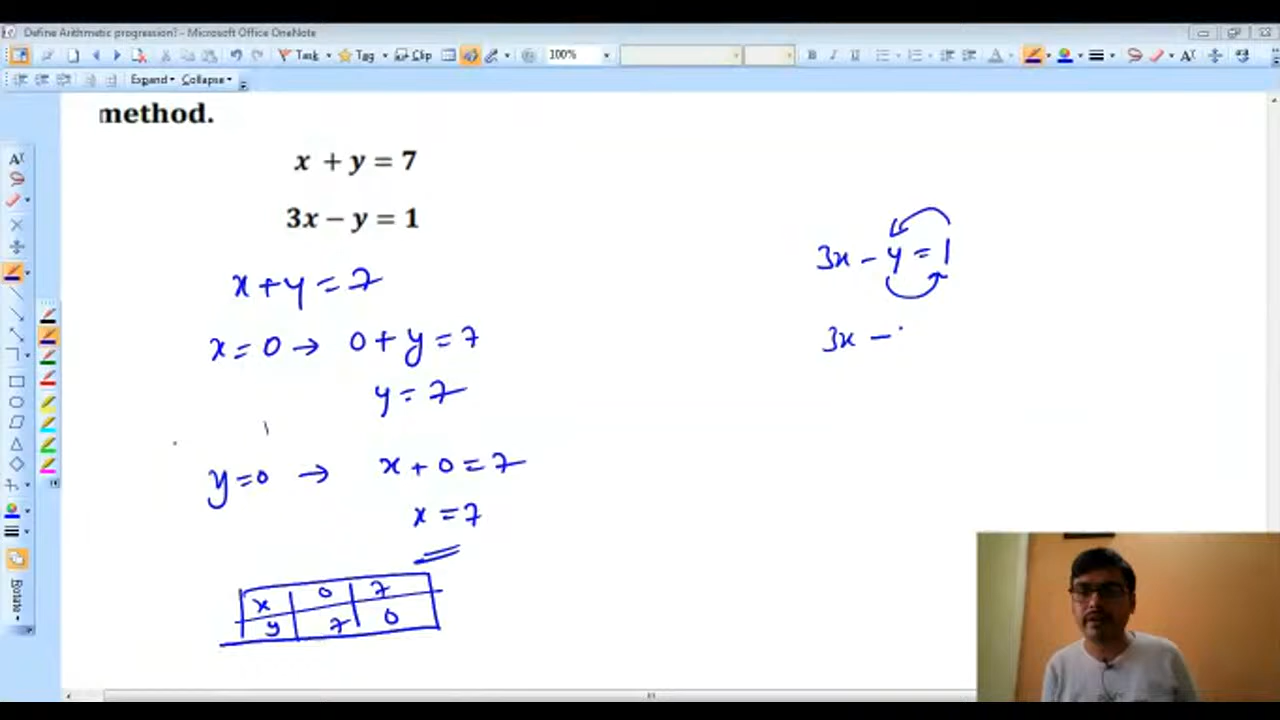 Define Arithmetic progression? - Microsoft Office OneNote
Task Tag Clip 100% B I U A
Expand Collapse
method.
x + y = 7
3x − y = 1
x + y = 7
x = 0 → 0 + y = 7
y = 7
y = 0 → x + 0 = 7
x = 7
x 0 7
y 7 0
3x − y = 1
3x −
Rotate